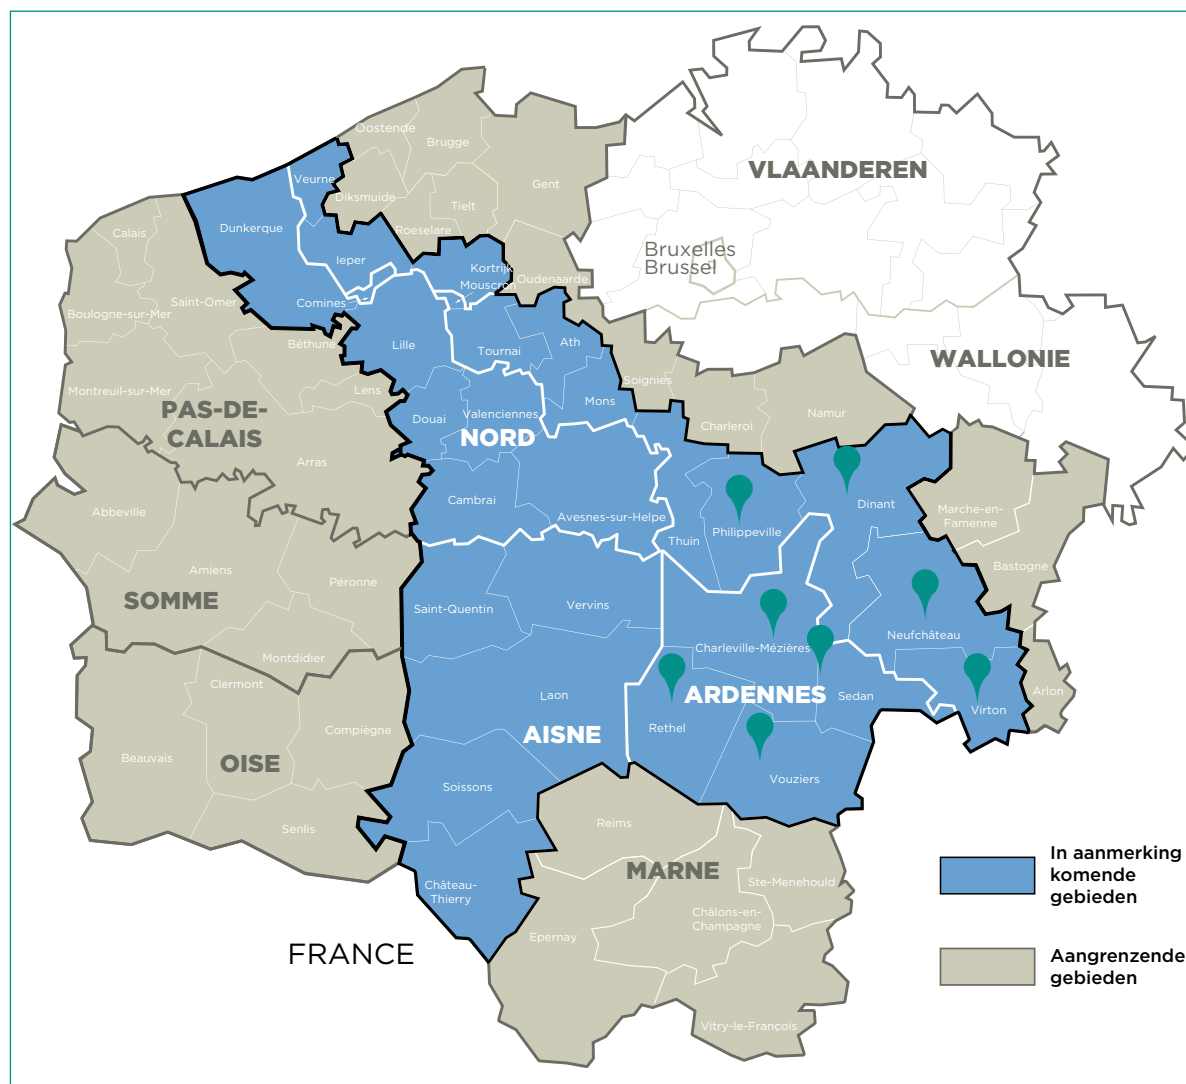 Oostende
Brugge
Veurne
Diksmuide
Gent
Tielt
Roeselare
VLAANDEREN
Calais
Dunkerque
Ieper
Kortrijk
Mouscron
Oudenaarde
Bruxelles
Brussel
Saint-Omer
Comines
Boulogne-sur-Mer
Béthune
Lille
Tournai
Ath
WALLONIE
Montreuil-sur-Mer
Lens
Soignies
Mons
PAS-DE-
CALAIS
Douai
Valenciennes
NORD
Charleroi
Namur
Arras
Cambrai
Avesnes-sur-Helpe
Thuin
Philippeville
Dinant
Marche-en-
Famenne
Abbeville
Amiens
Péronne
SOMME
Bastogne
Saint-Quentin
Vervins
Charleville-Mézières
Neufchâteau
Montdidier
Clermont
Laon
ARDENNES
Sedan
Virton
Arlon
Compiègne
Rethel
Beauvais
OISE
AISNE
Vouziers
Soissons
Senlis
Reims
MARNE
Château-
Thierry
Ste-Menehould
Châlons-en-
Champagne
Epernay
Vitry-le-François
FRANCE
In aanmerking
komende
gebieden
Aangrenzende
gebieden